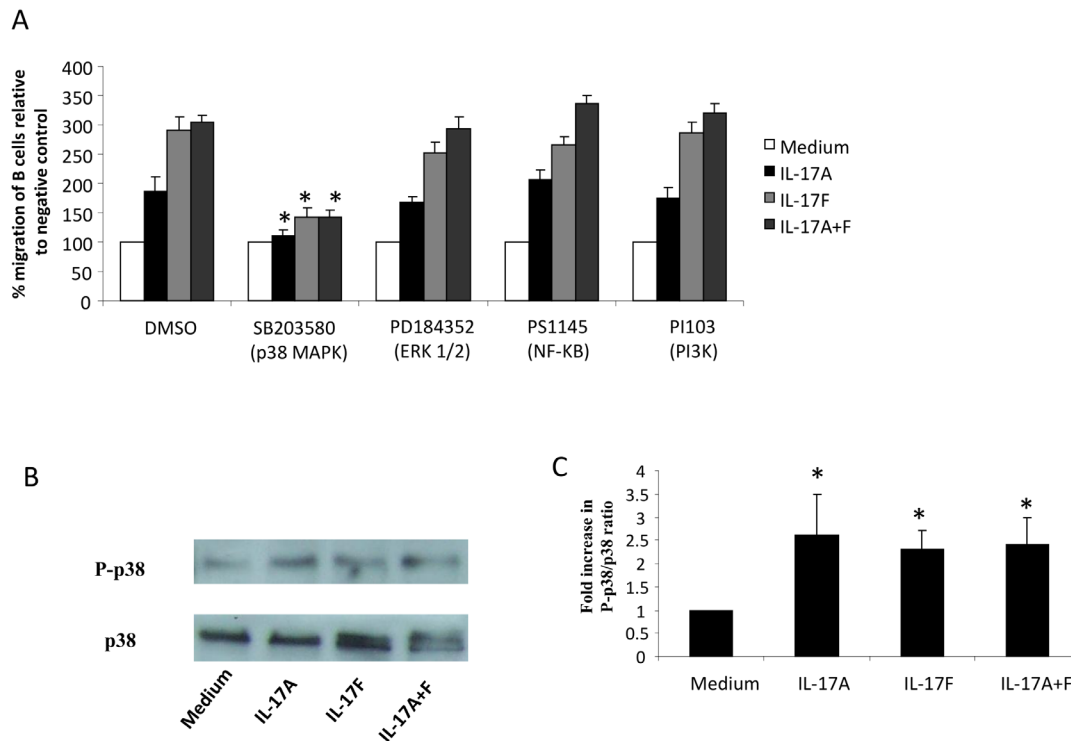 A
% migration of B cells relative
to negative control
400
350
300
250
200
150
100
50
0
* * *
DMSO
SB203580
(p38 MAPK)
PD184352
(ERK 1/2)
PS1145
(NF-KB)
PI103
(PI3K)
Medium
IL-17A
IL-17F
IL-17A+F
B
P-p38
p38
Medium
IL-17A
IL-17F
IL-17A+F
C
Fold increase in
P-p38/p38 ratio
4
3.5
3
2.5
2
1
0.5
0
* * *
Medium
IL-17A
IL-17F
IL-17A+F